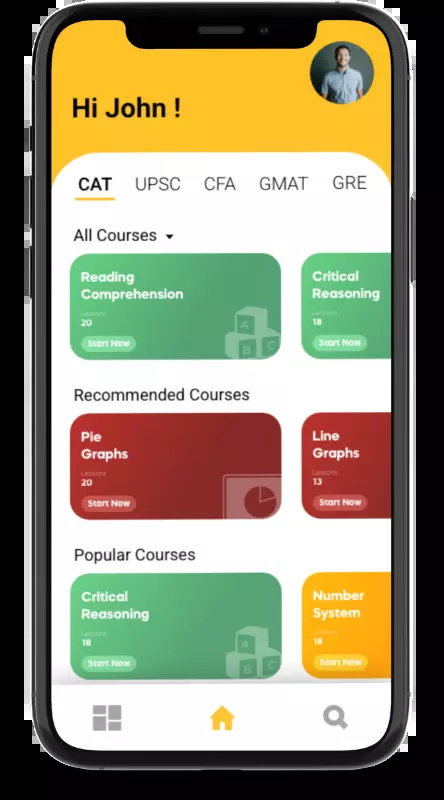 Hi John !
CAT UPSC CFA GMAT GRE
All Courses
Reading
Comprehension
Lessons
20
Start Now
Critical
Reasoning
Lessons
18
Start Now
A
B C
Recommended Courses
Pie
Graphs
Lessons
20
Start Now
Line
Graphs
Lessons
13
Start Now
Popular Courses
Critical
Reasoning
Lessons
18
Start Now
A
B C
Number
System
Lessons
18
Start Now